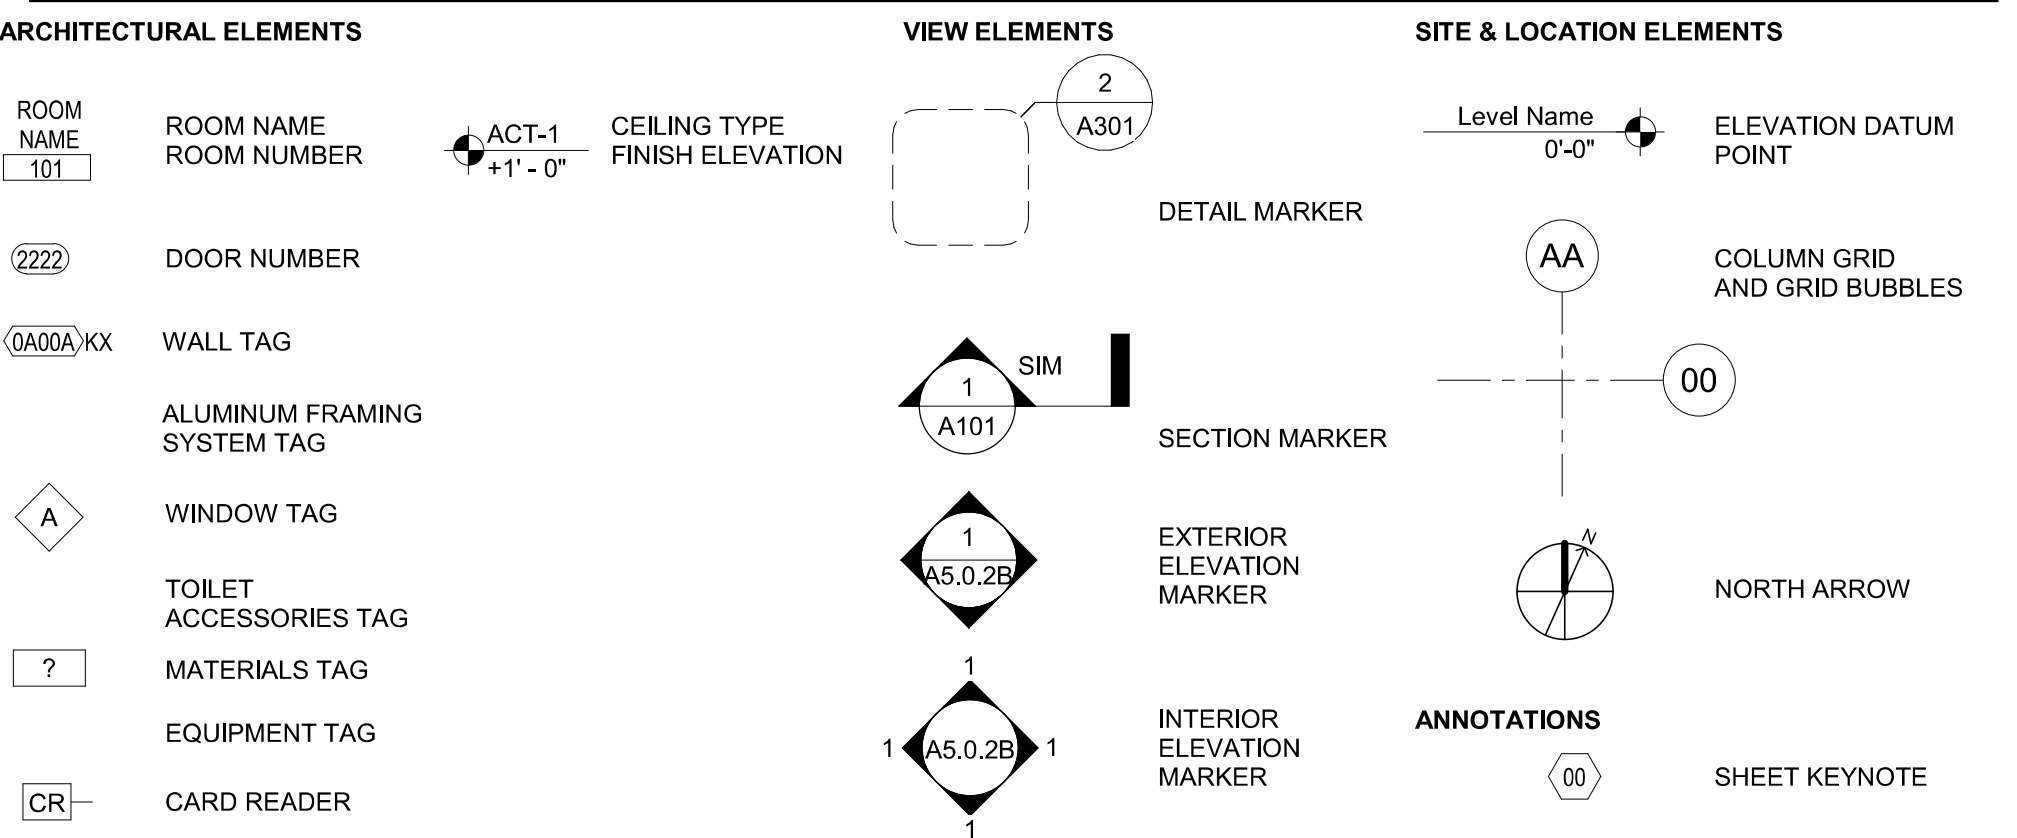 ARCHITECTURAL ELEMENTS
ROOM
NAME
101
ROOM NAME
ROOM NUMBER
ACT-1
+1' - 0"
CEILING TYPE
FINISH ELEVATION
2222
DOOR NUMBER
0A00A KX
WALL TAG
ALUMINUM FRAMING
SYSTEM TAG
A
WINDOW TAG
TOILET
ACCESSORIES TAG
?
MATERIALS TAG
EQUIPMENT TAG
CR
CARD READER
VIEW ELEMENTS
2
A301
DETAIL MARKER
1
SIM
A101
SECTION MARKER
1
A5.0.2B
EXTERIOR
ELEVATION
MARKER
1
1 A5.0.2B 1
1
INTERIOR
ELEVATION
MARKER
SITE & LOCATION ELEMENTS
Level Name
0'-0"
ELEVATION DATUM
POINT
AA
00
COLUMN GRID
AND GRID BUBBLES
N
NORTH ARROW
ANNOTATIONS
00
SHEET KEYNOTE